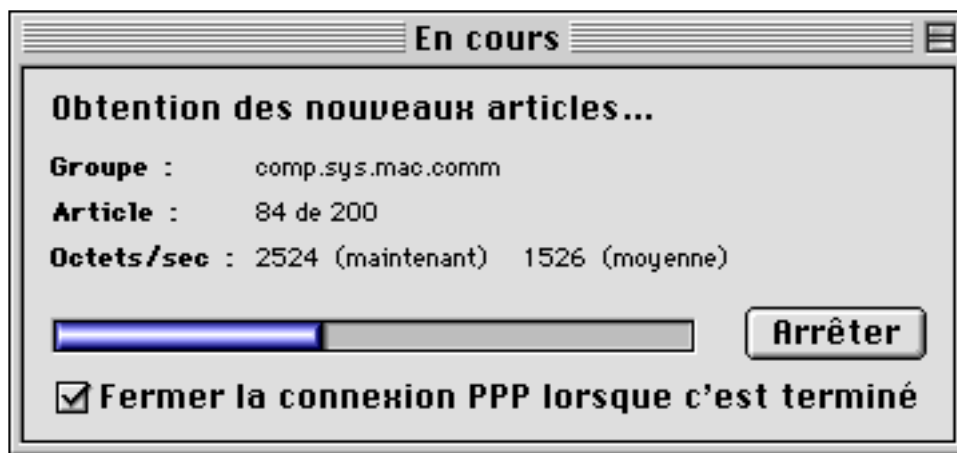 En cours
Obtention des nouveaux articles...
Groupe : comp.sys.mac.comm
Article : 84 de 200
Octets/sec : 2524 (maintenant) 1526 (moyenne)
Arrêter
Fermer la connexion PPP lorsque c'est terminé